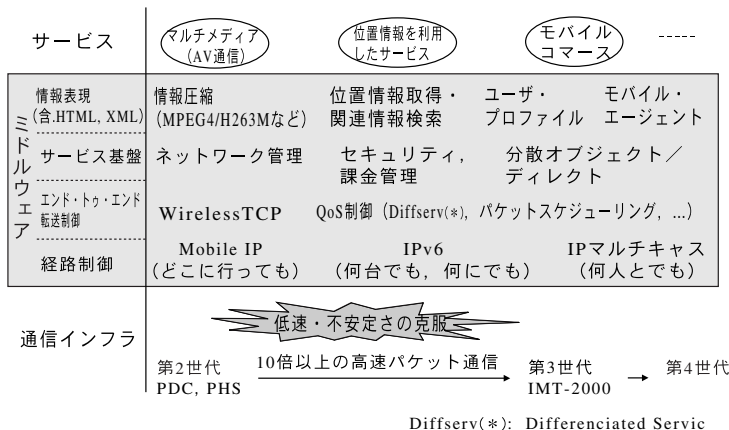 サービス
マルチメディア
(AV通信)
位置情報を利用
したサービス
モバイル
コマース
-----
ミドルウェア
情報表現
(含.HTML, XML)
情報圧縮
(MPEG4/H263Mなど)
位置情報取得・
関連情報検索
ユーザ・
プロファイル
モバイル・
エージェント
サービス基盤
ネットワーク管理
セキュリティ,
課金管理
分散オブジェクト/
ディレクト
エンド・トゥ・エンド
転送制御
WirelessTCP
QoS制御 (Diffserv(*), パケットスケジューリング, ...)
経路制御
Mobile IP
(どこに行っても)
IPv6
(何台でも, 何にでも)
IPマルチキャス
(何人とでも)
通信インフラ
低速・不安定さの克服
第2世代
PDC, PHS
10倍以上の高速パケット通信
第3世代
IMT-2000
第4世代
Diffserv(*): Differenciated Servic